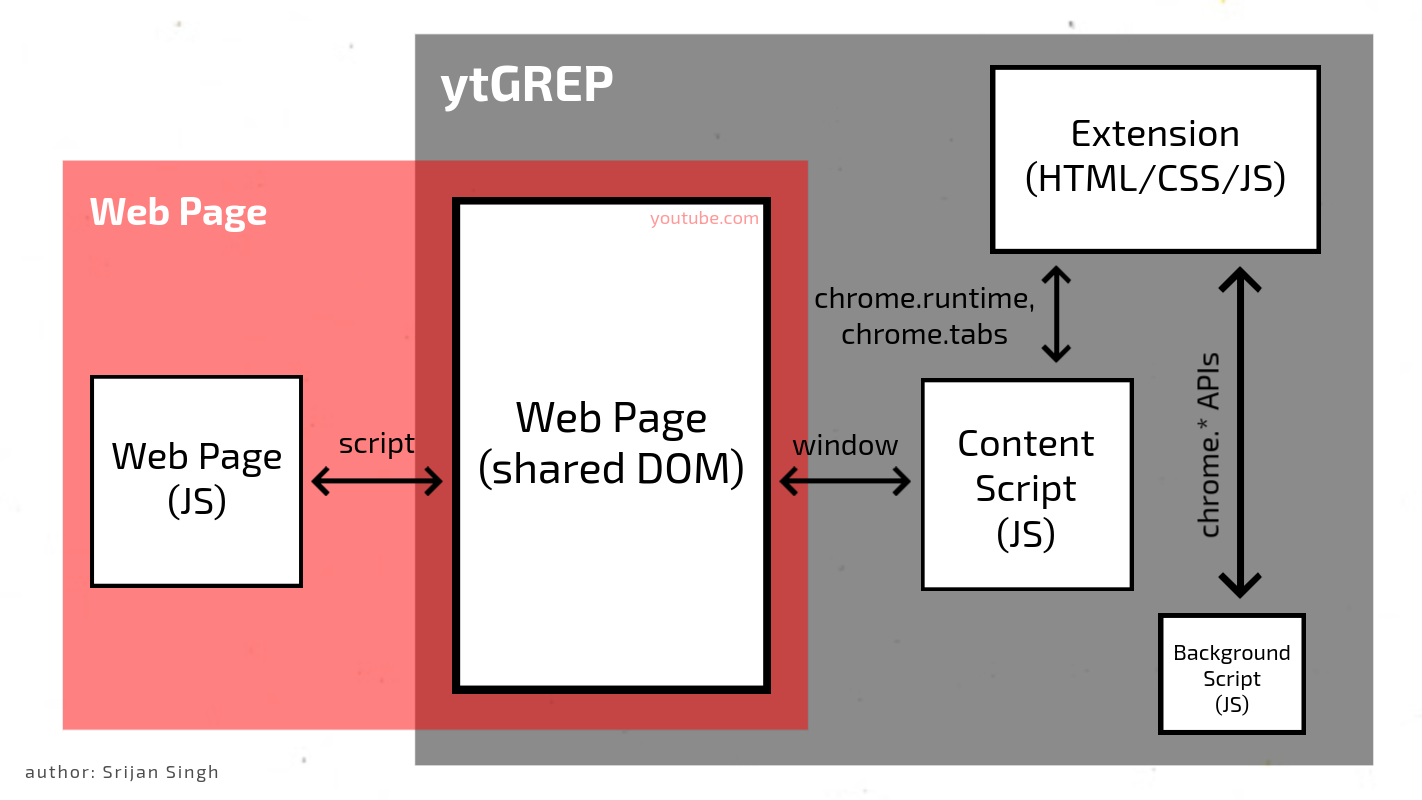 ytGREP
Extension
(HTML/CSS/JS)
Web Page
youtube.com
chrome.runtime,
chrome.tabs
chrome.* APIs
Web Page
(JS)
script
Web Page
(shared DOM)
window
Content
Script
(JS)
Background
Script
(JS)
author: Srijan Singh